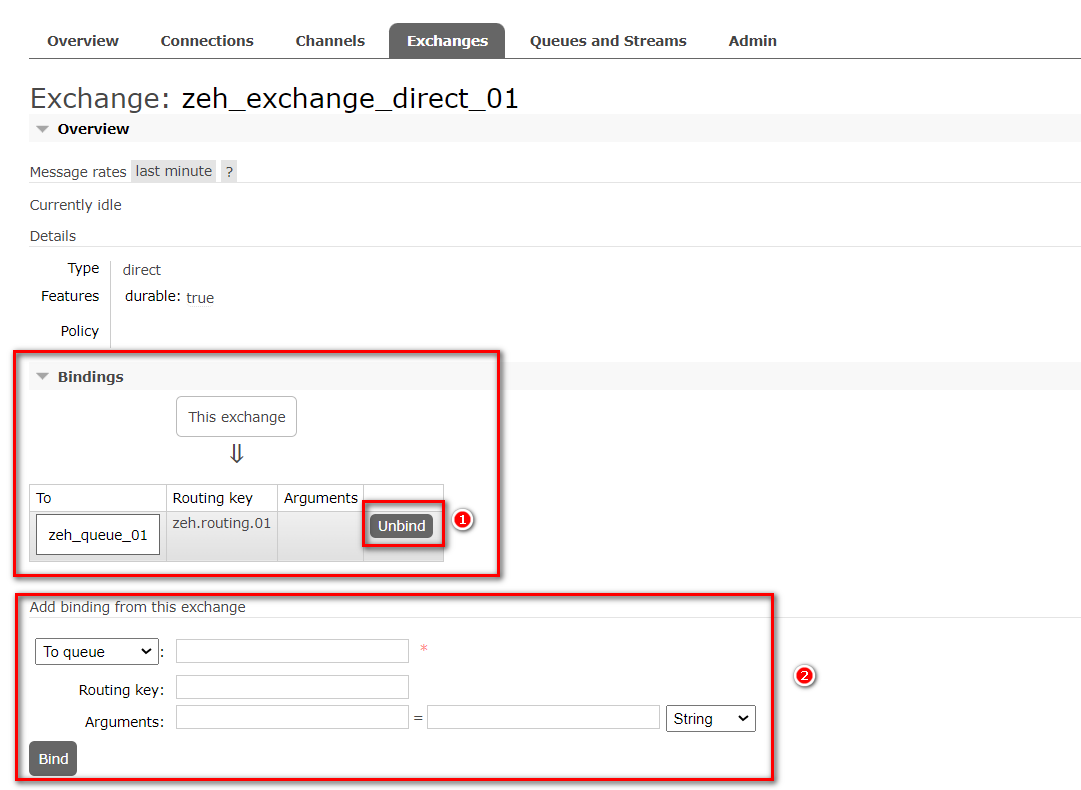 Overview Connections Channels Exchanges Queues and Streams Admin
Exchange: zeh_exchange_direct_01
Overview
Message rates last minute ?
Currently idle
Details
Type direct
Features durable: true
Policy
Bindings
This exchange
⇓
To Routing key Arguments
zeh_queue_01 zeh.routing.01 Unbind 1
Add binding from this exchange
To queue : *
Routing key:
Arguments: = String
Bind
2